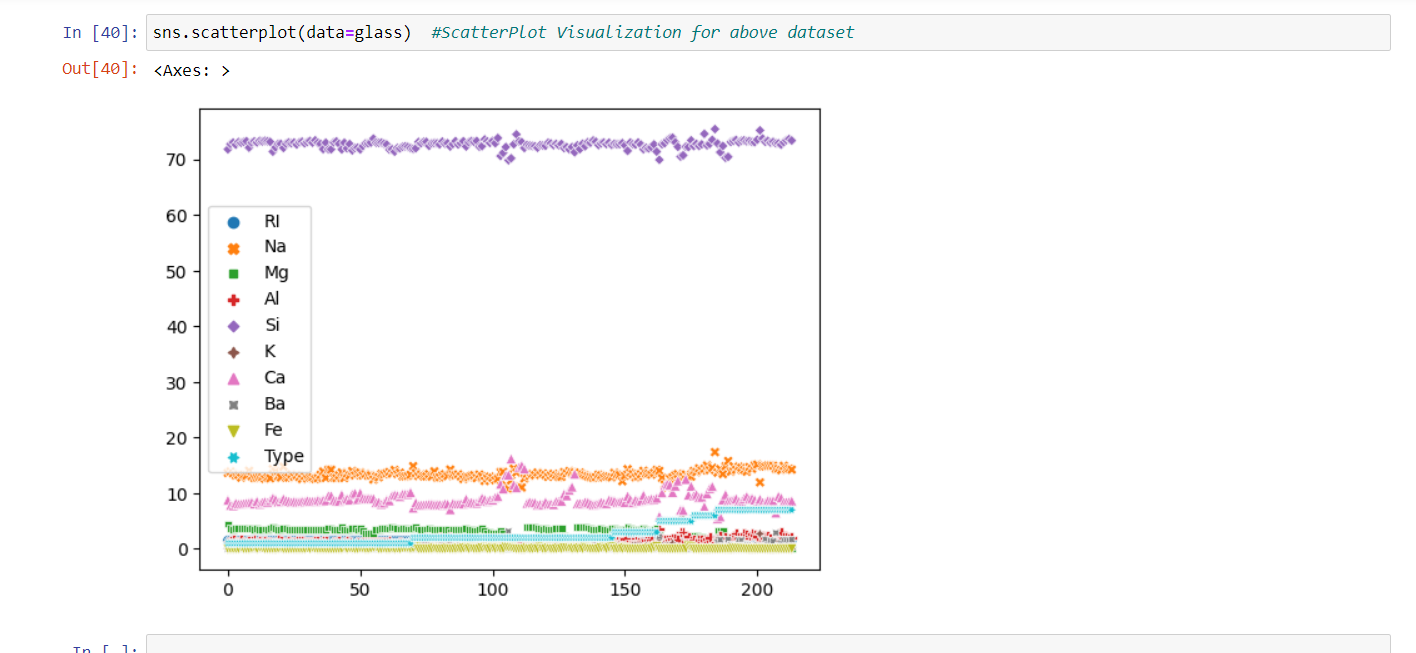 In [40]: sns.scatterplot(data=glass)  #ScatterPlot Visualization for above dataset
Out[40]: <Axes: >
70
60
50
40
30
20
10
0
RI
Na
Mg
Al
Si
K
Ca
Ba
Fe
Type
0 50 100 150 200
In [ ]: